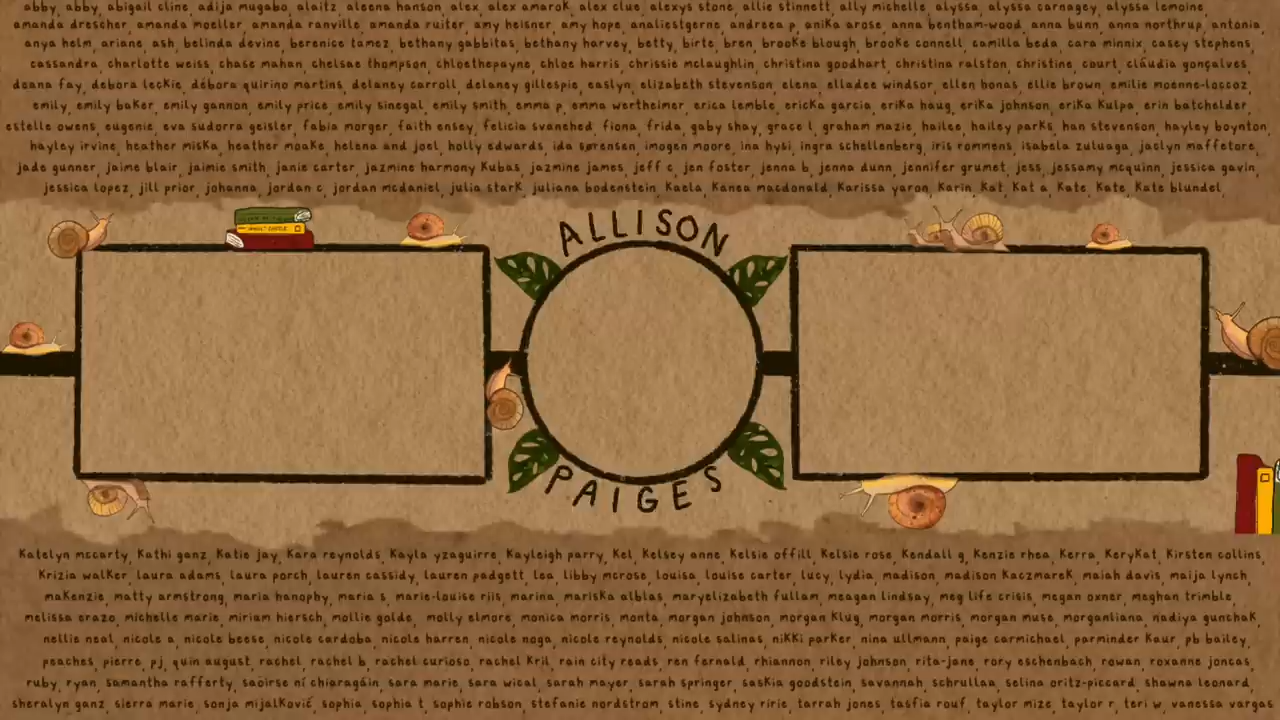 abby, abby, abigail cline, adija mugabo, alaitz, aleena hanson, alex, alex amarok, alex clue, alexys stone, allie stinnett, ally michelle, alyssa, alyssa carnagey, alyssa lemoine,
amanda drescher, amanda moeller, amanda ranville, amanda ruiter, amy heisner, amy hope, analiestgerne, andreea p, anika arose, anna bentham-wood, anna bunn, anna northrup, antonia,
anya helm, ariane, ash, belinda devine, berenice tamez, bethany gabbitas, bethany harvey, betty, birte, bren, brooke blough, brooke connell, camilla beda, cara minnix, casey stephens,
cassandra, charlotte weiss, chase mahan, chelsae thompson, chloethepayne, chloe harris, chrissie mclaughlin, christina goodhart, christina ralston, christine, court, cláudia gonçalves,
deana fay, debora leckie, débora quirino martins, delaney carroll, delaney gillespie, easlyn, elizabeth stevenson, elena, elladee windsor, ellen bonas, ellie brown, emilie moenne-loccoz,
emily, emily baker, emily gannon, emily price, emily sinegal, emily smith, emma p, emma wertheimer, erica lemble, ericka garcia, erika haug, erika johnson, erika kulpa, erin batchelder,
estelle owens, eugenie, eva sudorra geisler, fabia morger, faith ensey, felicia svanehed, fiona, frida, gaby shay, grace l, graham mazie, hailee, hailey parks, han stevenson, hayley boynton,
hayley irvine, heather miska, heather moake, helena and joel, holly edwards, ida sørensen, imogen moore, ina hysi, ingra schellenberg, iris rommens, isabela zuluaga, jaclyn maffetore,
jade gunner, jaime blair, jaimie smith, janie carter, jazmine harmony kubas, jazmine james, jeff c, jen foster, jenna b, jenna dunn, jennifer grumet, jess, jessamy mcquinn, jessica gavin,
jessica lopez, jill prior, johanna, jordan c, jordan mcdaniel, julia stark, juliana bodenstein, kaela, kanea macdonald, karissa yaron, karin, kat, kat a, kate, kate, kate blundel,
ALLISON
PAIGES
katelyn mccarty, kathi ganz, katie jay, kara reynolds, kayla yzaguirre, kayleigh parry, kel, kelsey anne, kelsie offill, kelsie rose, kendall g, kenzie rhea, kerra, kerykat, kirsten collins,
krizia walker, laura adams, laura porch, lauren cassidy, lauren padgett, lea, libby mcrose, louisa, louise carter, lucy, lydia, madison, madison kaczmarek, maiah davis, maija lynch,
makenzie, matty armstrong, maria hanophy, maria s, marie-louise riis, marina, mariska alblas, maryelizabeth fullam, meagan lindsay, meg life crisis, megan oxner, meghan trimble,
melissa erazo, michelle marie, miriam hiersch, mollie golde, molly elmore, monica morris, monta, morgan johnson, morgan klug, morgan morris, morgan muse, morganliana, nadiya gunchak,
nellie neal, nicole a, nicole beese, nicole cardoba, nicole harren, nicole noga, nicole reynolds, nicole salinas, nikki parker, nina ullmann, paige carmichael, parminder kaur, pb bailey,
peaches, pierre, pj, quin august, rachel, rachel b, rachel curioso, rachel kril, rain city reads, ren fernald, rhiannon, riley johnson, rita-jane, rory eschenbach, rowan, roxanne joncas,
ruby, ryan, samantha rafferty, saoirse ní chiaragáin, sara marie, sara wical, sarah mayer, sarah springer, saskia goodstein, savannah, schrullaa, selina oritz-piccard, shawna leonard,
sheralyn ganz, sierra marie, sonja mijalković, sophia, sophia t, sophie robson, stefanie nordstrom, stine, sydney ririe, tarrah jones, tasfia rouf, taylor mize, taylor r, teri w, vanessa vargas